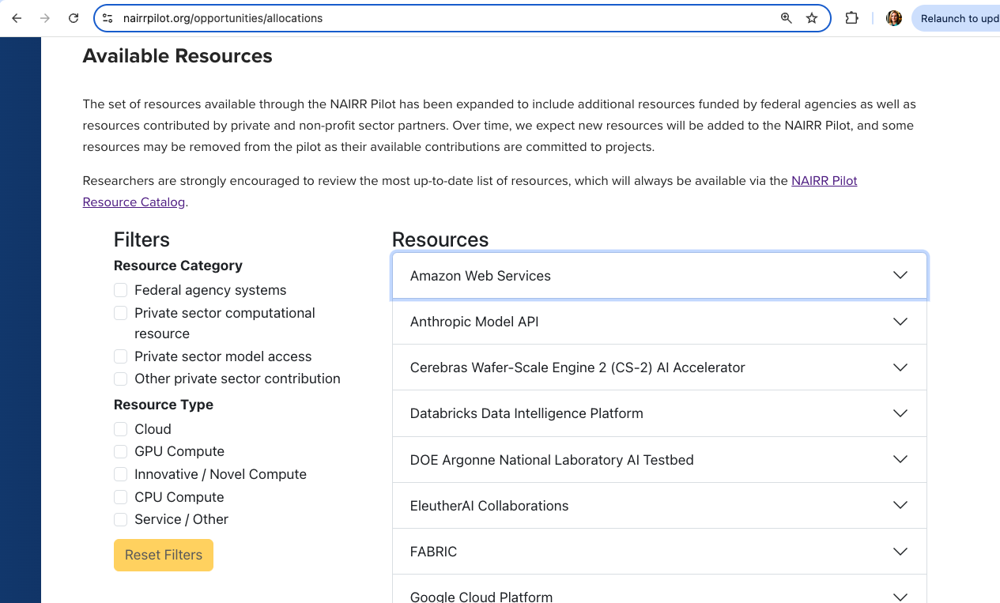 nairrpilot.org/opportunities/allocations
Relaunch to upd
Available Resources
The set of resources available through the NAIRR Pilot has been expanded to include additional resources funded by federal agencies as well as
resources contributed by private and non-profit sector partners. Over time, we expect new resources will be added to the NAIRR Pilot, and some
resources may be removed from the pilot as their available contributions are committed to projects.
Researchers are strongly encouraged to review the most up-to-date list of resources, which will always be available via the NAIRR Pilot
Resource Catalog.
Filters
Resource Category
Federal agency systems
Private sector computational
resource
Private sector model access
Other private sector contribution
Resource Type
Cloud
GPU Compute
Innovative / Novel Compute
CPU Compute
Service / Other
Reset Filters
Resources
Amazon Web Services
Anthropic Model API
Cerebras Wafer-Scale Engine 2 (CS-2) AI Accelerator
Databricks Data Intelligence Platform
DOE Argonne National Laboratory AI Testbed
EleutherAI Collaborations
FABRIC
Google Cloud Platform